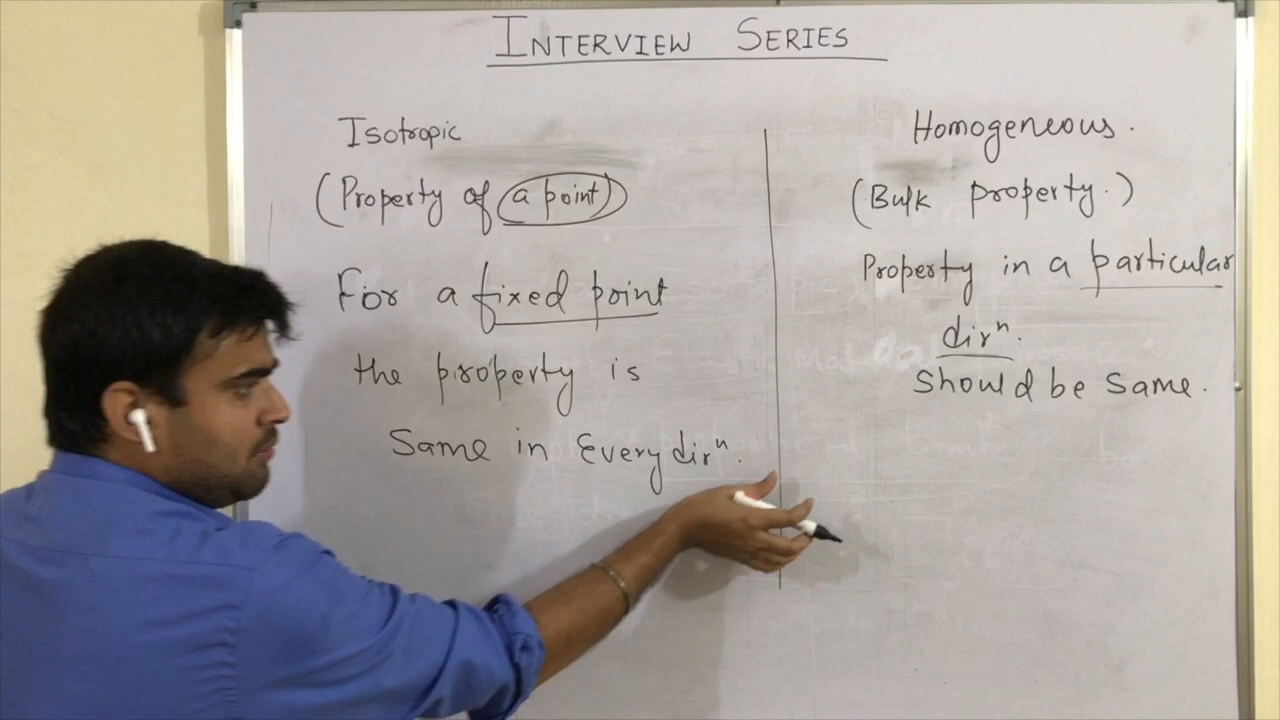 INTERVIEW SERIES
Isotropic
(Property of a point)
For a fixed point
the property is
Same in Every dirⁿ.
Homogeneous.
(Bulk property.)
Property in a particular
dirⁿ.
Should be Same.